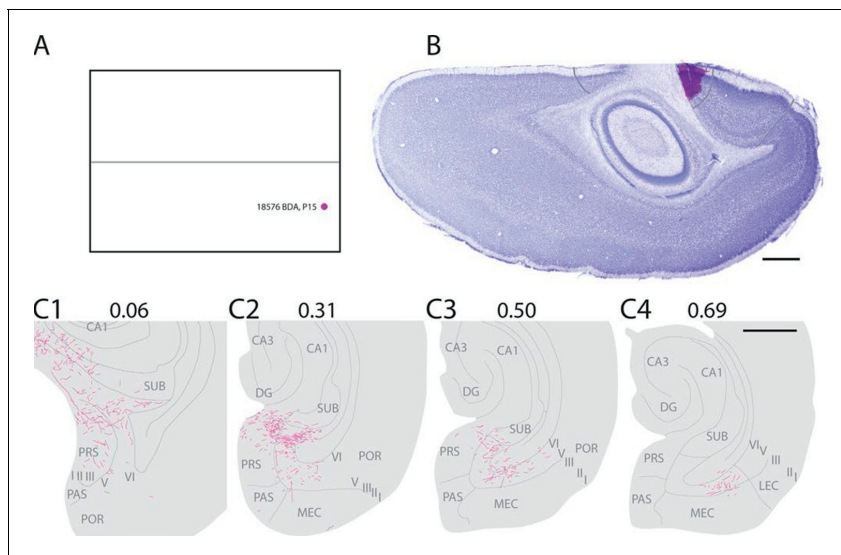 A
B
18576 BDA, P15
C1 0.06
C2 0.31
C3 0.50
C4 0.69
CA1
SUB
PRS
I II III V VI
PAS
POR
CA3
CA1
DG
SUB
PRS
VI POR
V
III
II
I
PAS
MEC
CA3
CA1
DG
SUB
PRS
VI
V
III
POR
II
I
PAS
MEC
CA3
CA1
DG
SUB
PRS
VI
V
III
II
I
LEC
PAS
MEC